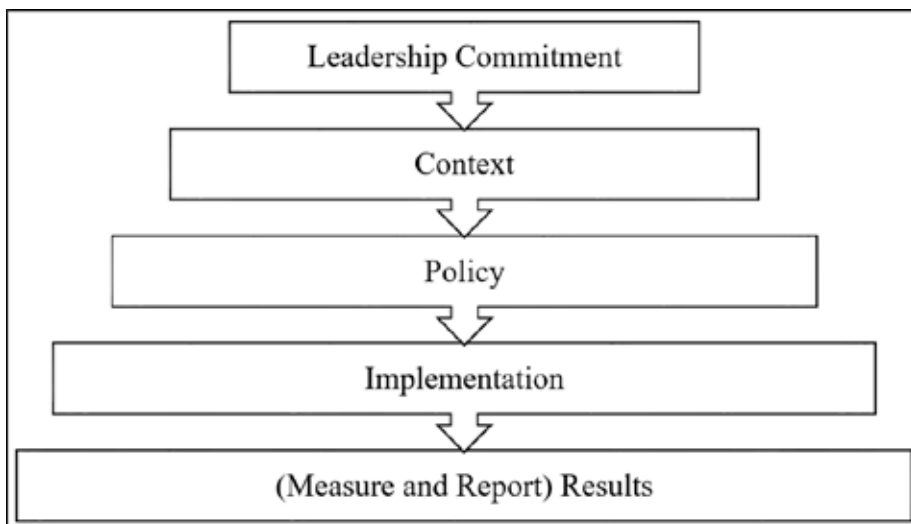 Leadership Commitment
Context
Policy
Implementation
(Measure and Report) Results